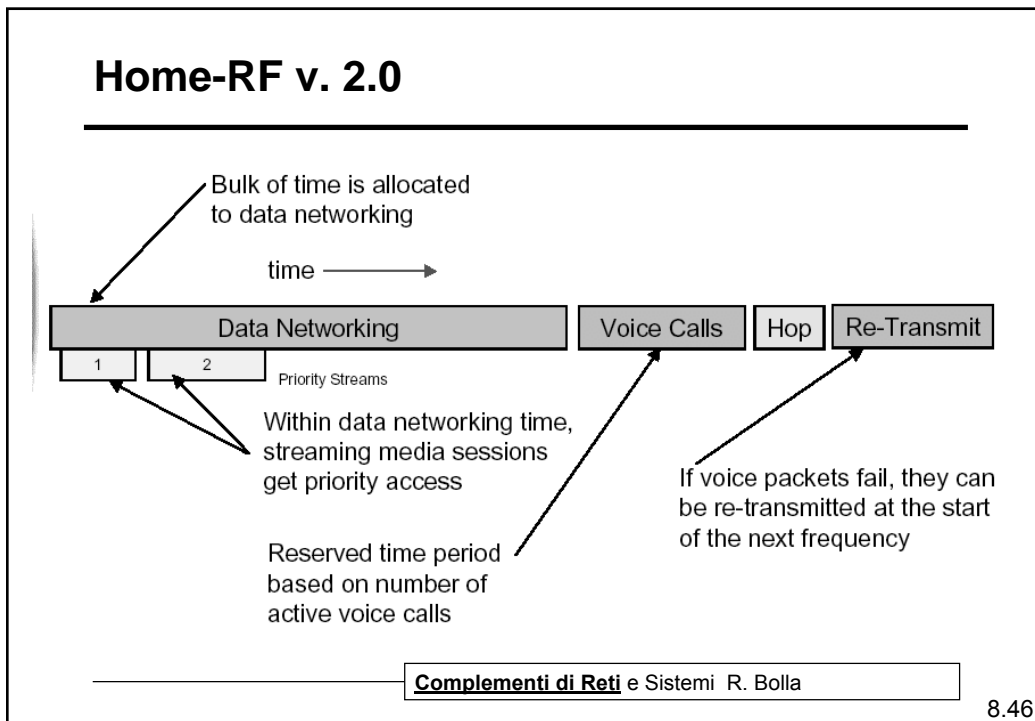 Home-RF v. 2.0
Bulk of time is allocated
to data networking
time
Data Networking
Voice Calls
Hop
Re-Transmit
1
2
Priority Streams
Within data networking time,
streaming media sessions
get priority access
If voice packets fail, they can
be re-transmitted at the start
of the next frequency
Reserved time period
based on number of
active voice calls
Complementi di Reti e Sistemi R. Bolla
8.46